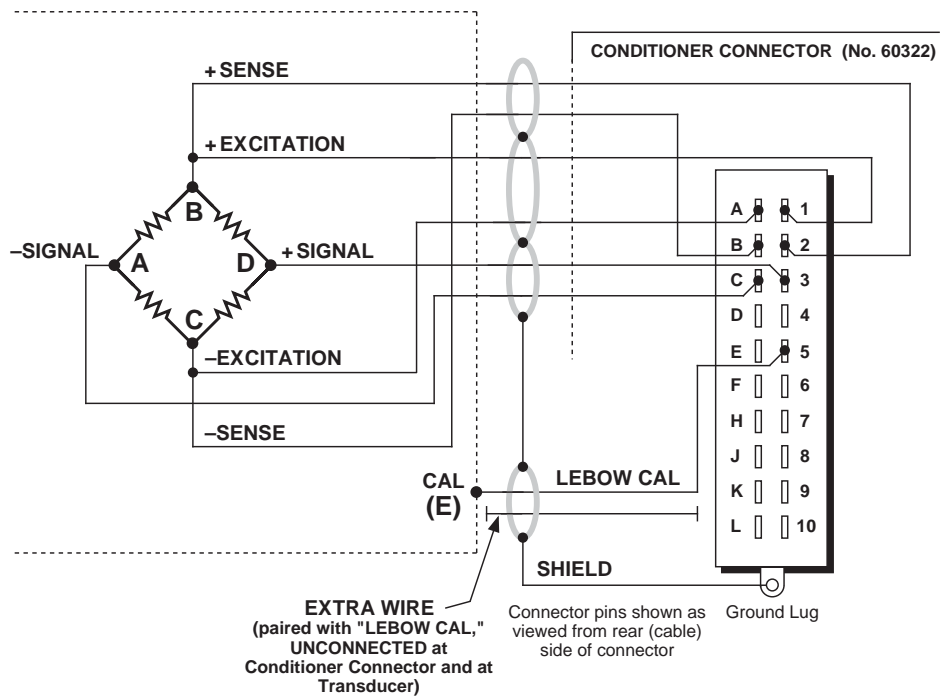 CONDITIONER CONNECTOR (No. 60322)
+ SENSE
+ EXCITATION
B
–SIGNAL
A
D
+ SIGNAL
C
–EXCITATION
–SENSE
CAL
(E)
LEBOW CAL
A 1
B 2
C 3
D 4
E 5
F 6
H 7
J 8
K 9
L 10
SHIELD
EXTRA WIRE
(paired with "LEBOW CAL,"
UNCONNECTED at
Conditioner Connector and at
Transducer)
Connector pins shown as
viewed from rear (cable)
side of connector
Ground Lug